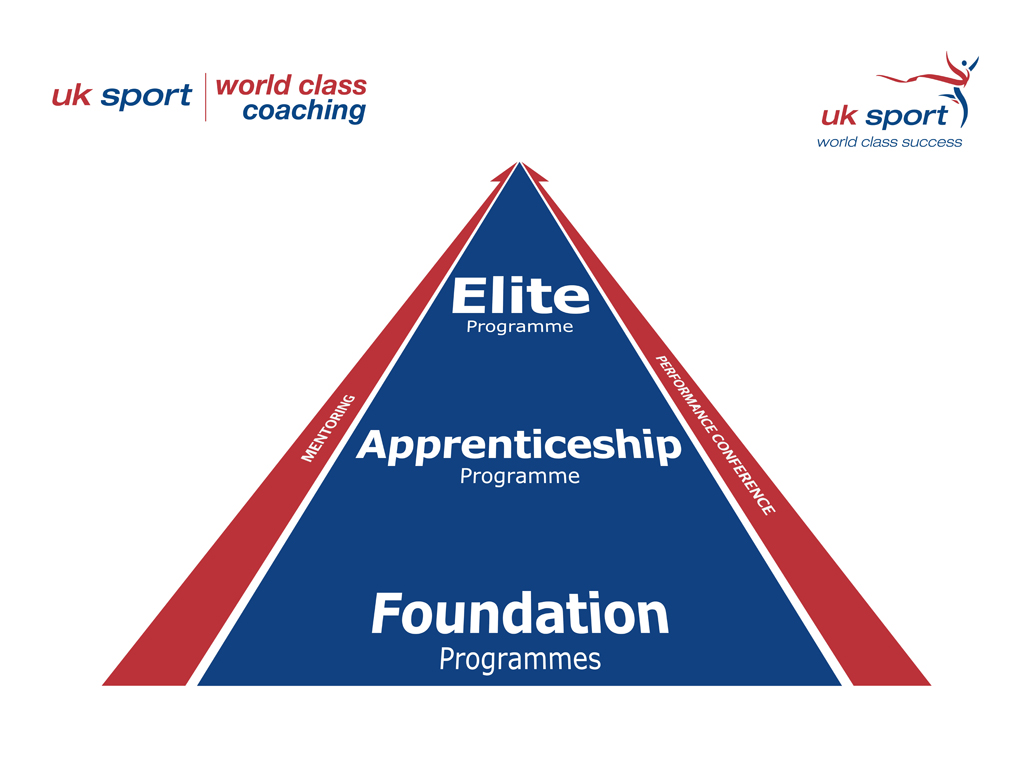 uk sport
world class
coaching
uk sport
world class success
Elite
Programme
MENTORING
PERFORMANCE CONFERENCE
Apprenticeship
Programme
Foundation
Programmes